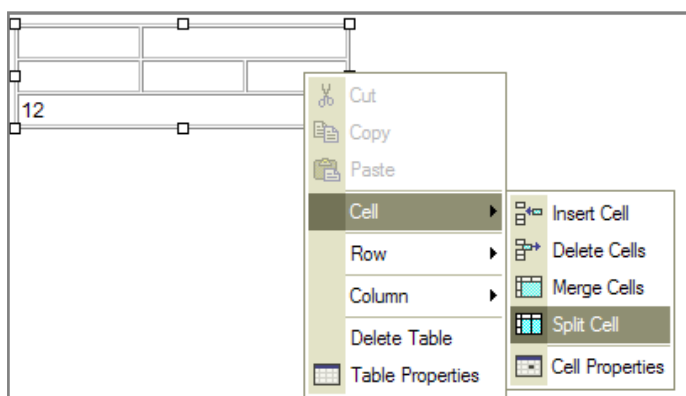 12
Cut
Copy
Paste
Cell
Row
Column
Delete Table
Table Properties
Insert Cell
Delete Cells
Merge Cells
Split Cell
Cell Properties